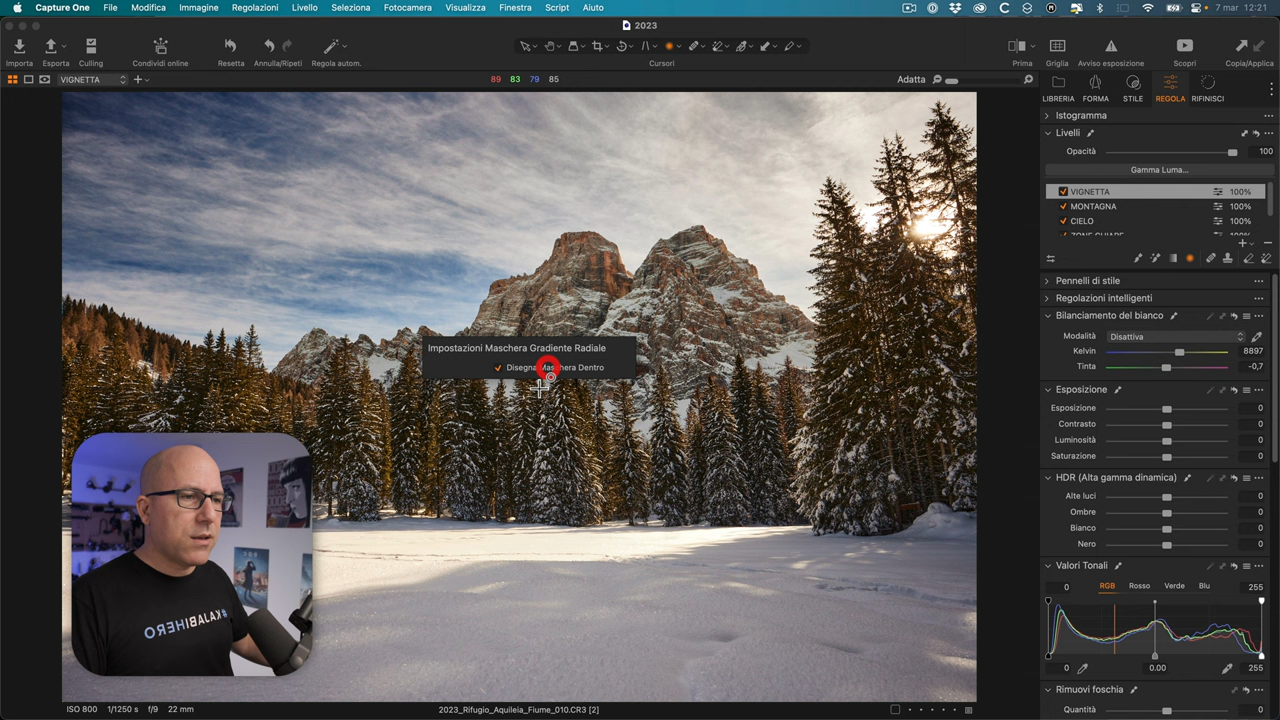 Capture One File Modifica Immagine Regolazioni Livello Seleziona Fotocamera Visualizza Finestra Script Aiuto 7 mar 12:21
2023
Importa Esporta Culling Condividi online Resetta Annulla/Ripeti Regola autom. Cursori Prima Griglia Avviso esposizione Scopri Copia/Applica
VIGNETTA 89 83 79 85 Adatta
LIBRERIA FORMA STILE REGOLA RIFINISCI
Istogramma
Livelli
Opacità 100
Gamma Luma...
VIGNETTA 100%
MONTAGNA 100%
CIELO 100%
ZONE CHIARE 100%
Pennelli di stile
Regolazioni intelligenti
Bilanciamento del bianco
Modalità Disattiva
Kelvin 8897
Tinta -0,7
Esposizione
Esposizione 0
Contrasto 0
Luminosità 0
Saturazione 0
HDR (Alta gamma dinamica)
Alte luci 0
Ombre 0
Bianco 0
Nero 0
Valori Tonali
0 RGB Rosso Verde Blu 255
0 0.00 255
Rimuovi foschia
Quantità 0
Impostazioni Maschera Gradiente Radiale
Disegna Maschera Dentro
#KAJABIHERO
ISO 800 1/1250 s f/9 22 mm 2023_Rifugio_Aquileia_Fiume_010.CR3 [2]